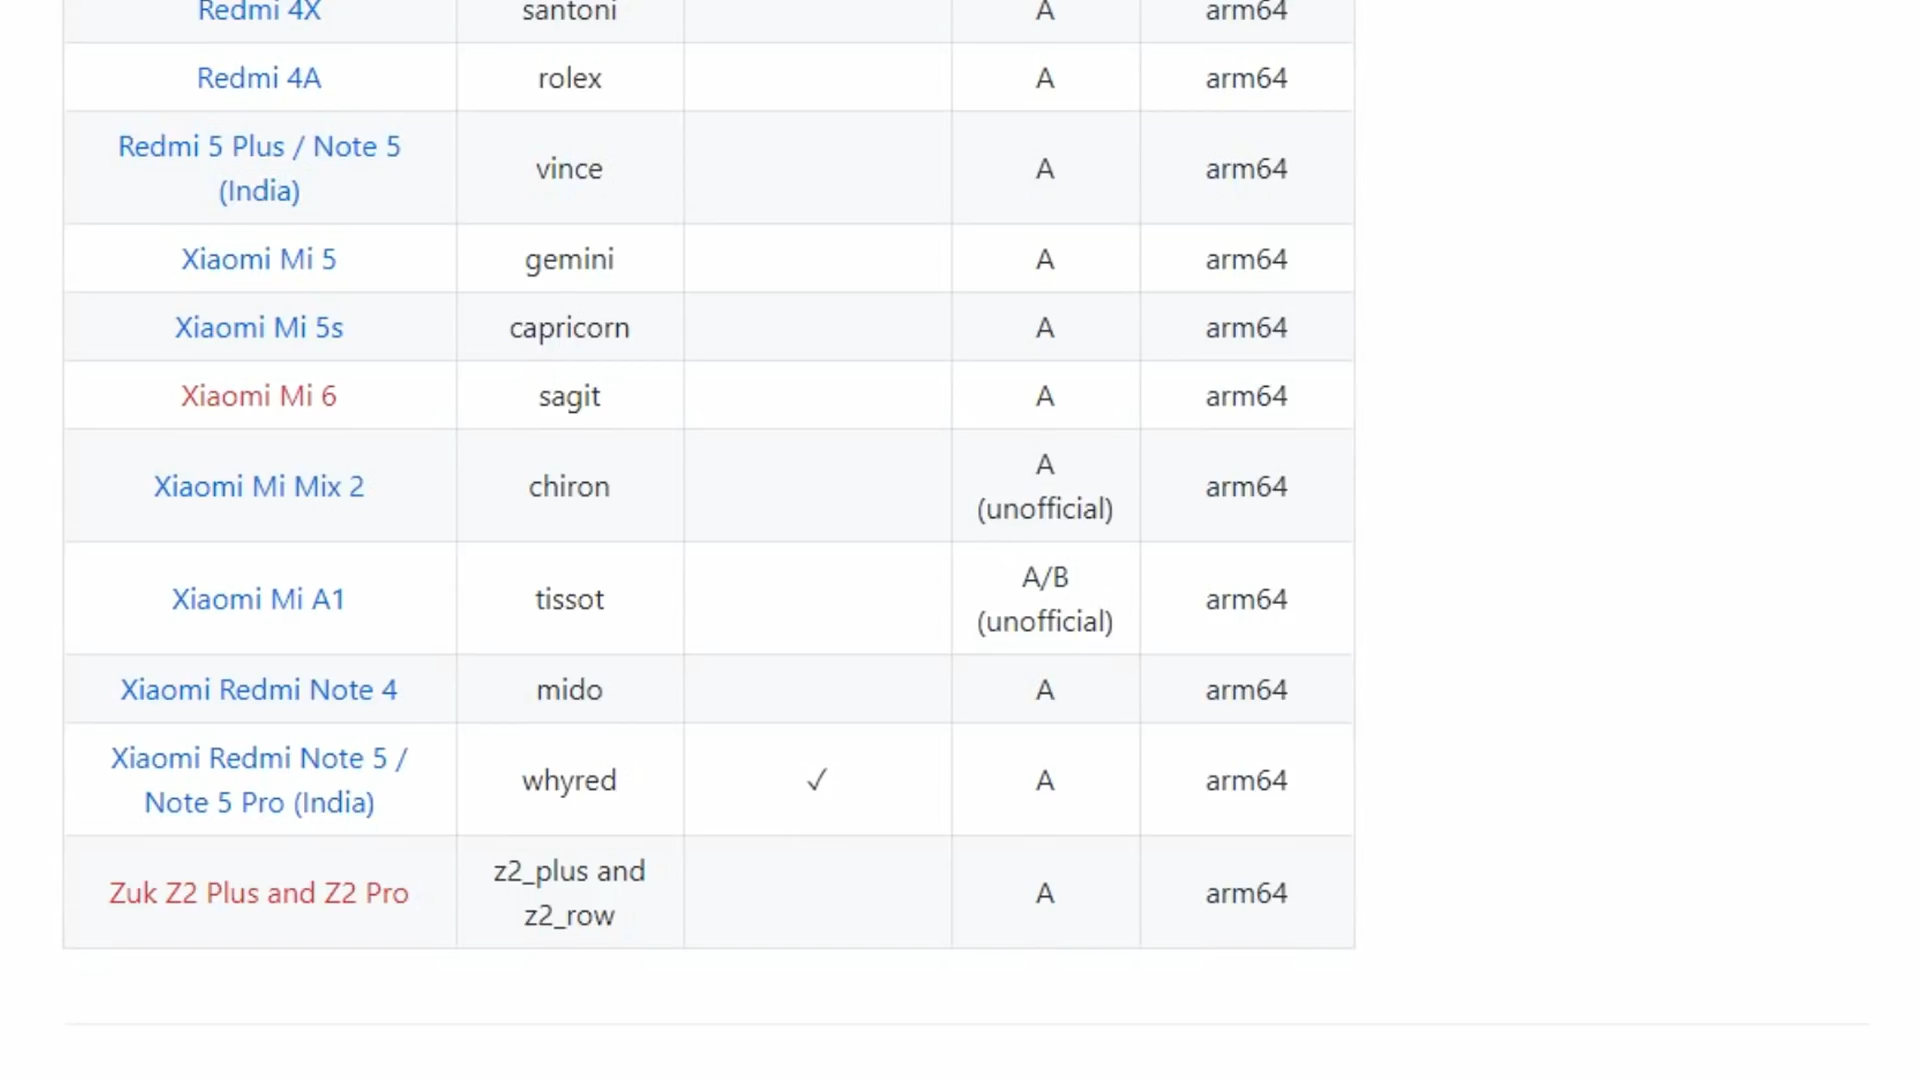 Redmi 4X santoni A arm64
Redmi 4A rolex A arm64
Redmi 5 Plus / Note 5
(India) vince A arm64
Xiaomi Mi 5 gemini A arm64
Xiaomi Mi 5s capricorn A arm64
Xiaomi Mi 6 sagit A arm64
Xiaomi Mi Mix 2 chiron A
(unofficial) arm64
Xiaomi Mi A1 tissot A/B
(unofficial) arm64
Xiaomi Redmi Note 4 mido A arm64
Xiaomi Redmi Note 5 /
Note 5 Pro (India) whyred ✓ A arm64
Zuk Z2 Plus and Z2 Pro z2_plus and
z2_row A arm64